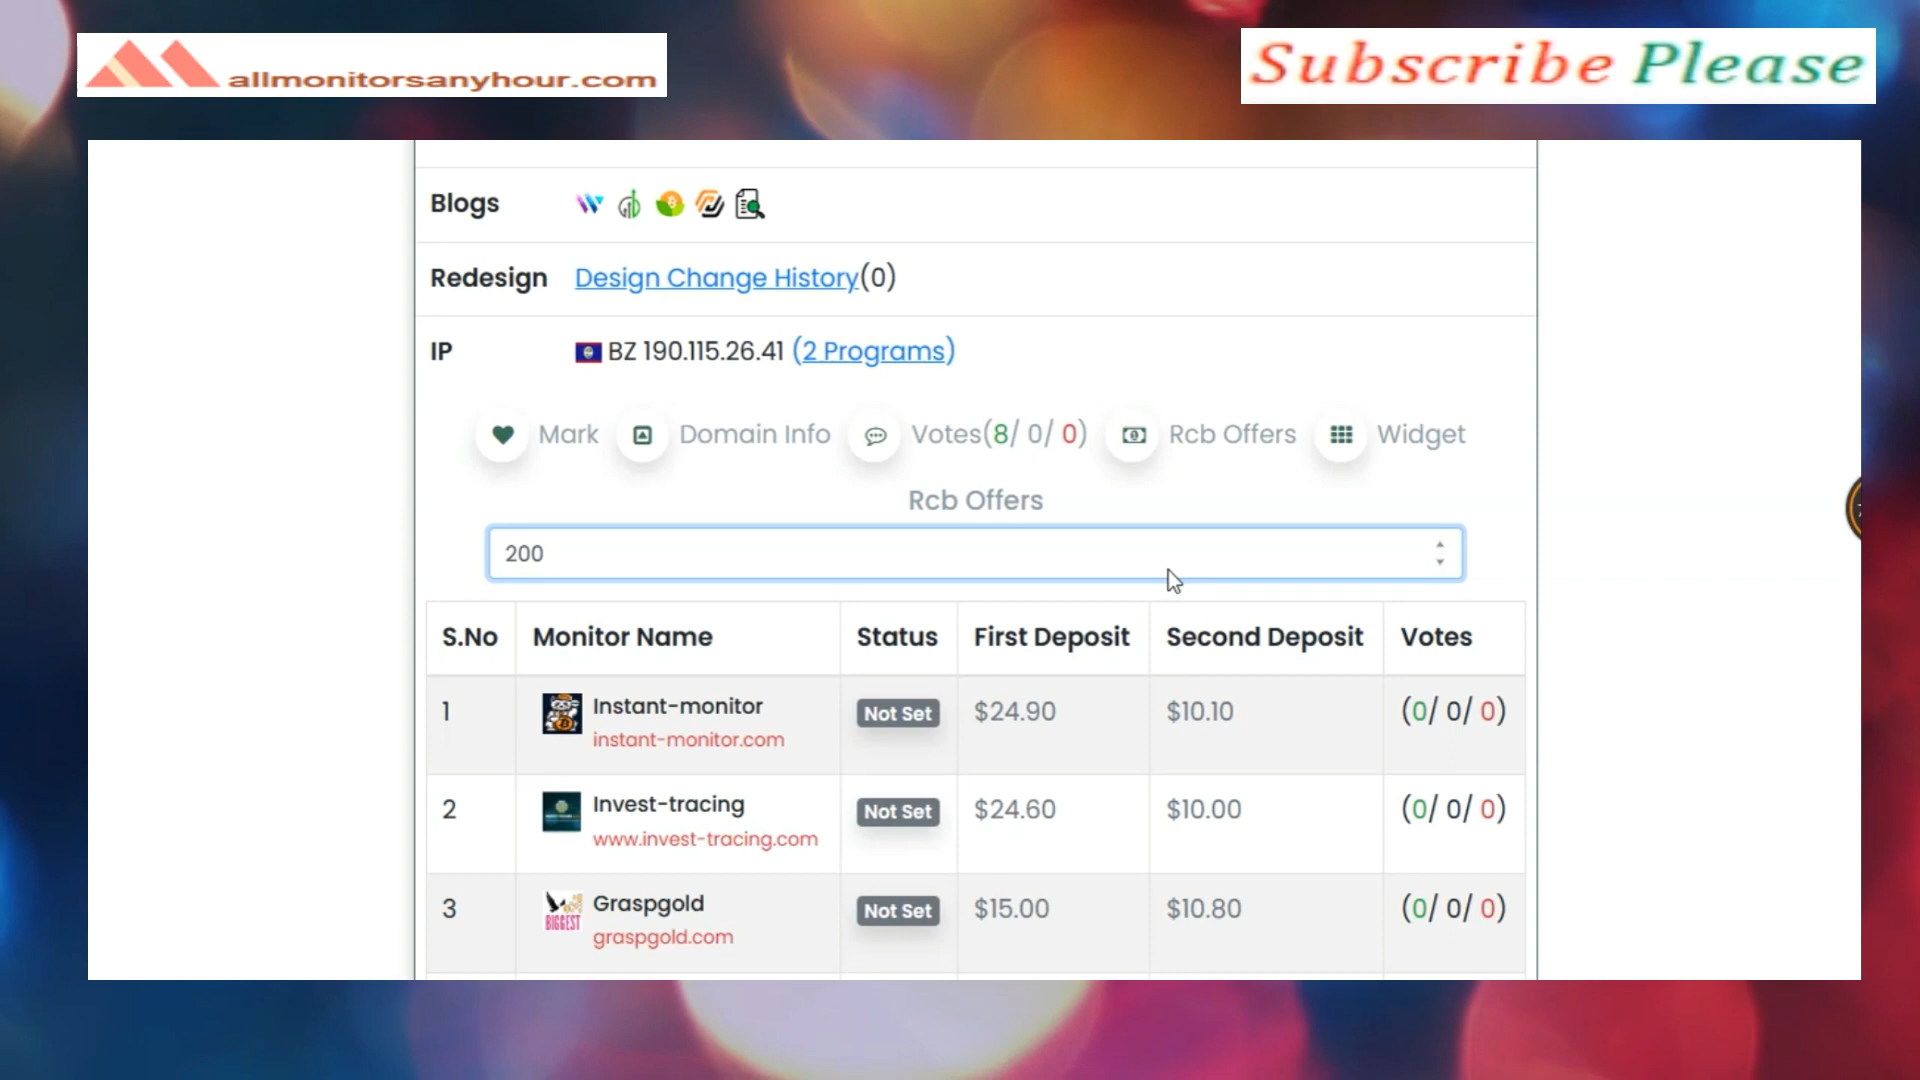 allmonitorsanyhour.com
Subscribe Please
Blogs
Redesign Design Change History(0)
IP BZ 190.115.26.41 (2 Programs)
Mark Domain Info Votes(8/ 0/ 0) Rcb Offers Widget
Rcb Offers
200
S.No Monitor Name Status First Deposit Second Deposit Votes
1 Instant-monitor Not Set $24.90 $10.10 (0/ 0/ 0)
instant-monitor.com
2 Invest-tracing Not Set $24.60 $10.00 (0/ 0/ 0)
www.invest-tracing.com
3 Graspgold Not Set $15.00 $10.80 (0/ 0/ 0)
BIGGEST
graspgold.com